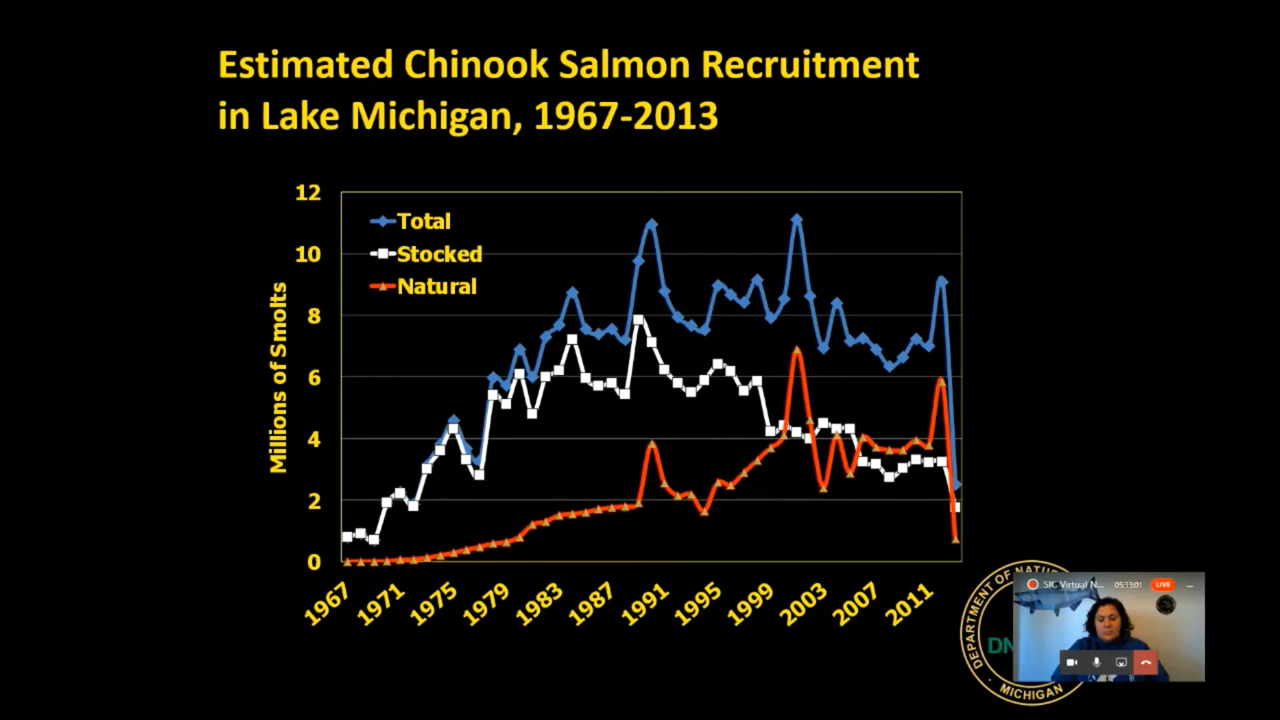 Estimated Chinook Salmon Recruitment
in Lake Michigan, 1967-2013
12
10
8
6
4
2
0
Millions of Smolts
Total
Stocked
Natural
1967
1971
1975
1979
1983
1987
1991
1995
1999
2003
2007
2011
DEPARTMENT OF NATU
DN
MICHIGAN
SIC Virtual N... 05:33:01 LIVE